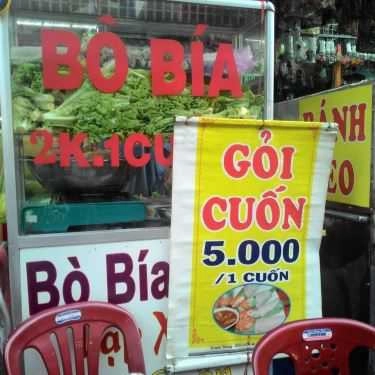 BÒ BÍA
2K.1CU
GỎI
CUỐN
5.000
/1 CUỐN
BÁNH
ÈO
Bò Bía